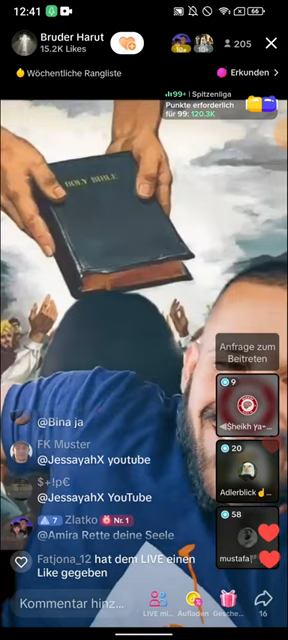 12:41
66
Bruder Harut
15.2K Likes
10+
10+
205
Wöchentliche Rangliste
Erkunden
99+ | Spitzenliga
Punkte erforderlich
für 99: 120.3K
HOLY BIBLE
Anfrage zum
Beitreten
9
20
Adlerblick
58
mustafa
@Bina ja
FK Muster
@JessayahX youtube
$+!p€
@JessayahX YouTube
7 Zlatko Nr. 1
@Amira Rette deine Seele
Fatjona_12 hat dem LIVE einen
Like gegeben
Kommentar hinz...
LIVE mi...
Aufladen
Gesche...
16